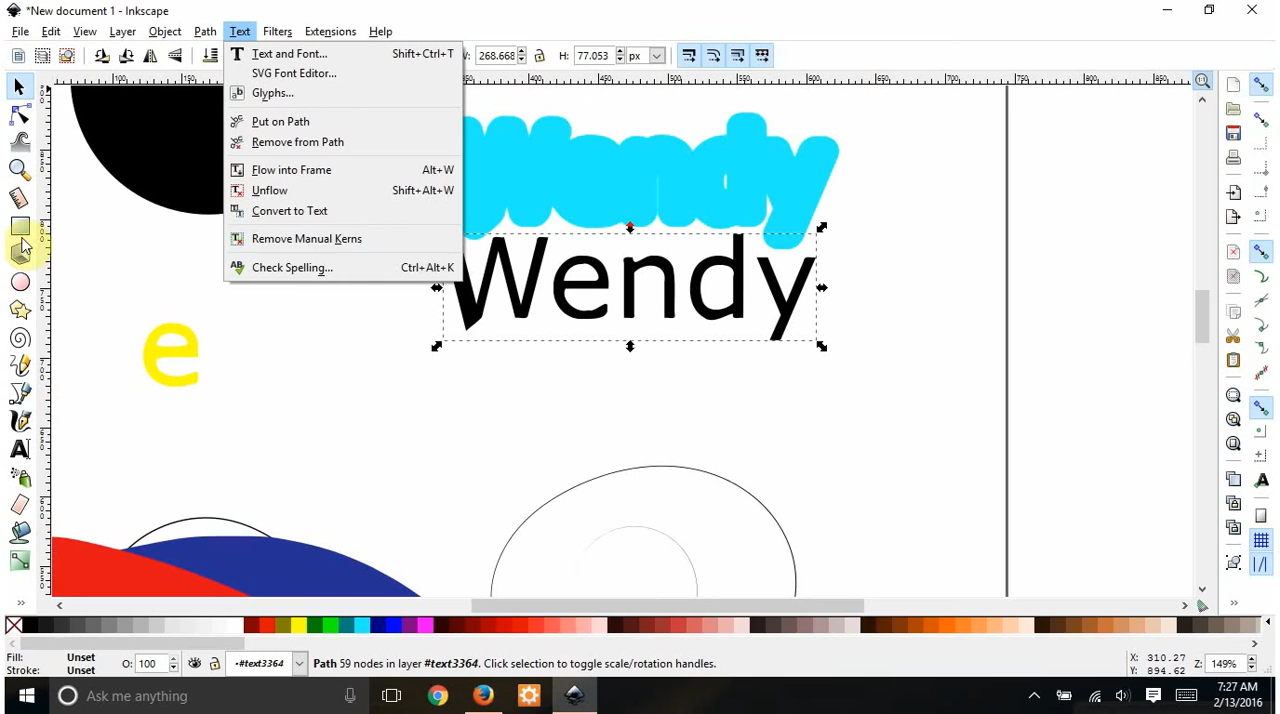 *New document 1 - Inkscape
File Edit View Layer Object Path Text Filters Extensions Help
W: 268.668 H: 77.053 px
Text and Font... Shift+Ctrl+T
SVG Font Editor...
Glyphs...
Put on Path
Remove from Path
Flow into Frame Alt+W
Unflow Shift+Alt+W
Convert to Text
Remove Manual Kerns
Check Spelling... Ctrl+Alt+K
Wendy
Wendy
e
Fill: Unset
Stroke: Unset
O: 100
•#text3364
Path 59 nodes in layer #text3364. Click selection to toggle scale/rotation handles.
X: 310.27
Y: 894.62
Z: 149%
Ask me anything
7:27 AM
2/13/2016